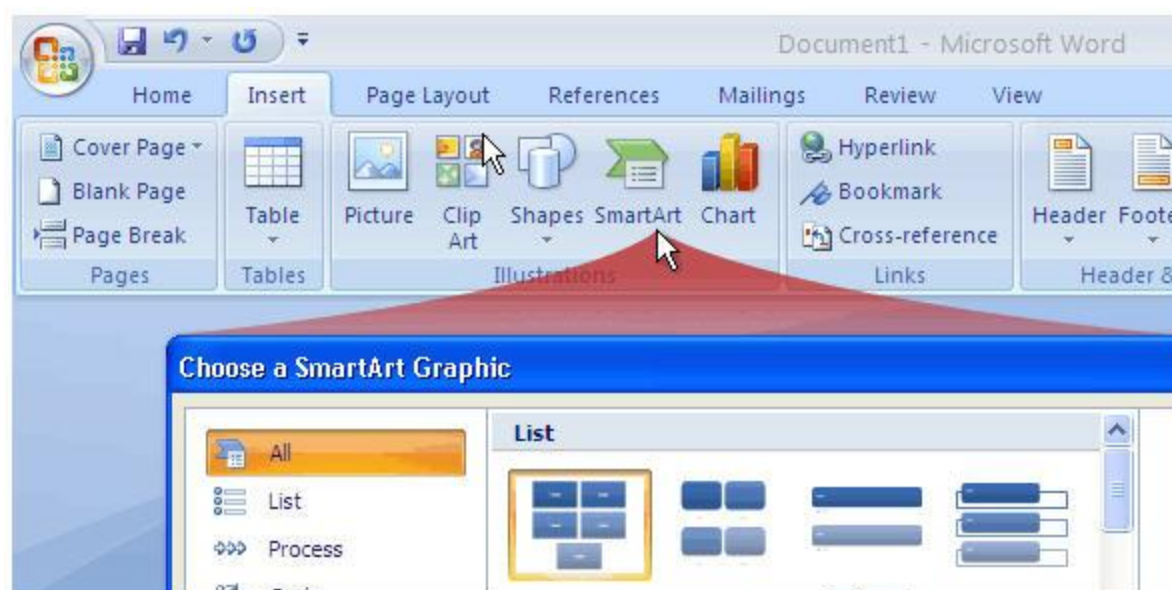 Document1 - Microsoft Word
Home Insert Page Layout References Mailings Review View
Cover Page
Blank Page
Page Break
Pages
Table
Tables
Picture
Clip Art
Shapes
SmartArt
Chart
Illustrations
Hyperlink
Bookmark
Cross-reference
Links
Header
Foote
Header &
Choose a SmartArt Graphic
All
List
Process
List